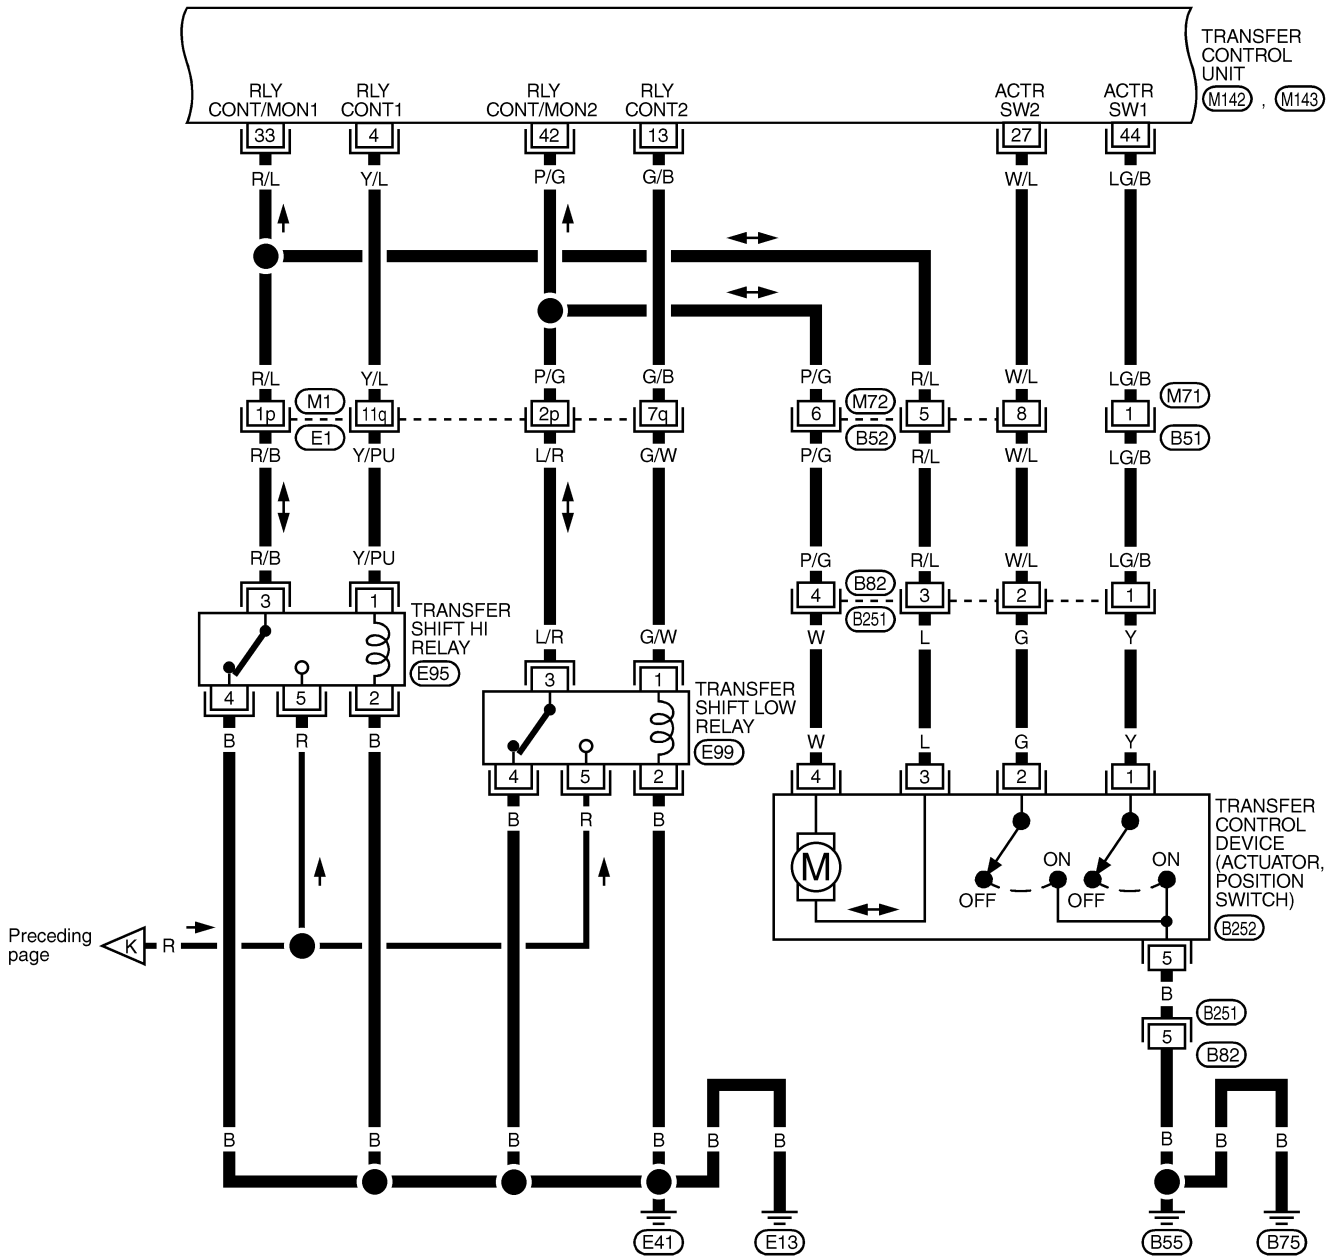 TRANSFER
CONTROL
UNIT
M142 , M143
RLY
CONT/MON1
RLY
CONT1
RLY
CONT/MON2
RLY
CONT2
ACTR
SW2
ACTR
SW1
33 4 42 13 27 44
R/L Y/L P/G G/B W/L LG/B
R/L Y/L P/G G/B P/G R/L W/L LG/B
M1 M72 M71
1p 11q 2p 7q 6 5 8 1
E1 B52 B51
R/B Y/PU L/R G/W P/G R/L W/L LG/B
R/B Y/PU P/G R/L W/L LG/B
B82
3 1 4 3 2 1
B251
TRANSFER
SHIFT HI
RELAY
E95
L/R G/W W L G Y
4 5 2
3 1
TRANSFER
SHIFT LOW
RELAY
E99
B R B
W L G Y
4 5 2
4 3 2 1
B R B
TRANSFER
CONTROL
DEVICE
(ACTUATOR,
POSITION
SWITCH)
B252
M
ON ON
OFF OFF
Preceding
page
K R
5
B
B251
5
B82
B B B B B B B B B
E41 E13 B55 B75